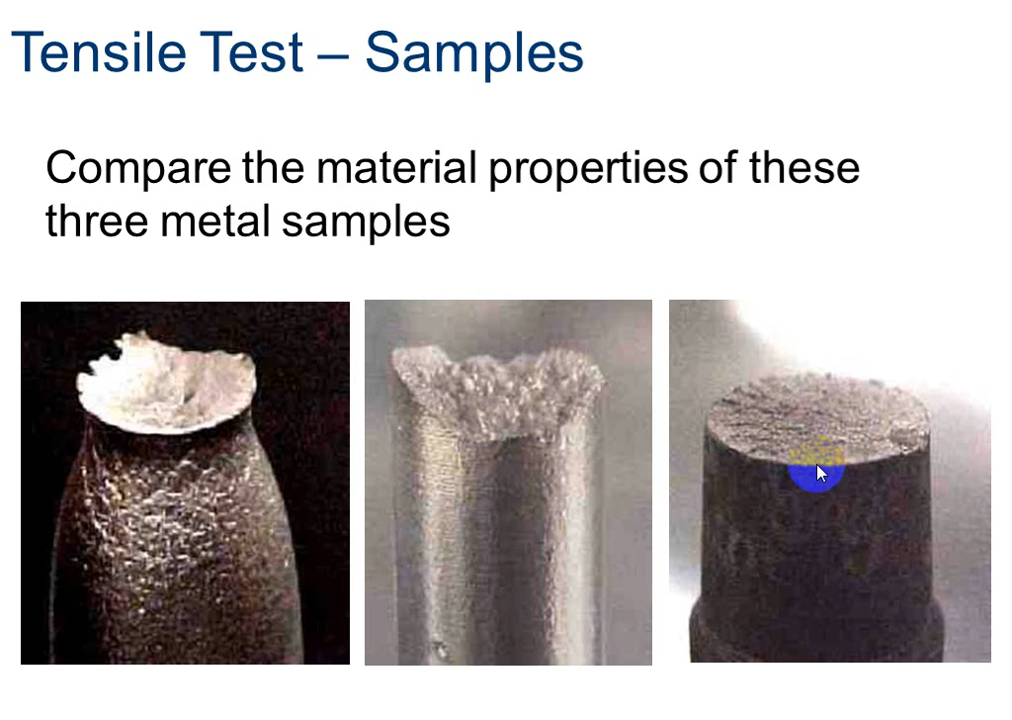 Tensile Test – Samples
Compare the material properties of these
three metal samples